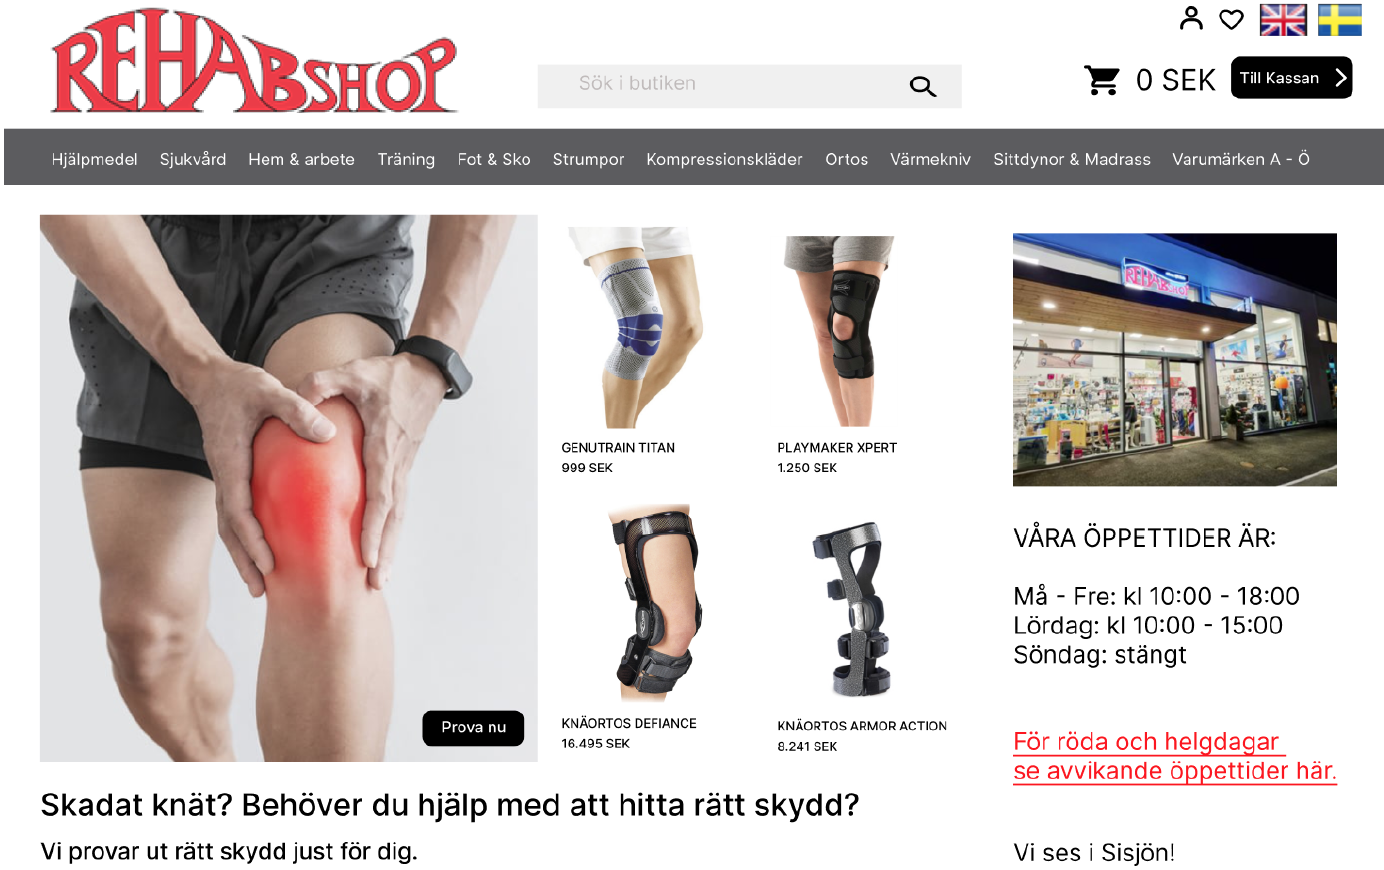 REHABSHOP
Sök i butiken
0 SEK
Till Kassan
Hjälpmedel Sjukvård Hem & arbete Träning Fot & Sko Strumpor Kompressionskläder Ortos Värmekniv Sittdynor & Madrass Varumärken A - Ö
REHABSHOP
GENUTRAIN TITAN
999 SEK
PLAYMAKER XPERT
1.250 SEK
KNÄORTOS DEFIANCE
16.495 SEK
KNÄORTOS ARMOR ACTION
8.241 SEK
Prova nu
Skadat knät? Behöver du hjälp med att hitta rätt skydd?
Vi provar ut rätt skydd just för dig.
VÅRA ÖPPETTIDER ÄR:
Må - Fre: kl 10:00 - 18:00
Lördag: kl 10:00 - 15:00
Söndag: stängt
För röda och helgdagar
se avvikande öppettider här.
Vi ses i Sisjön!